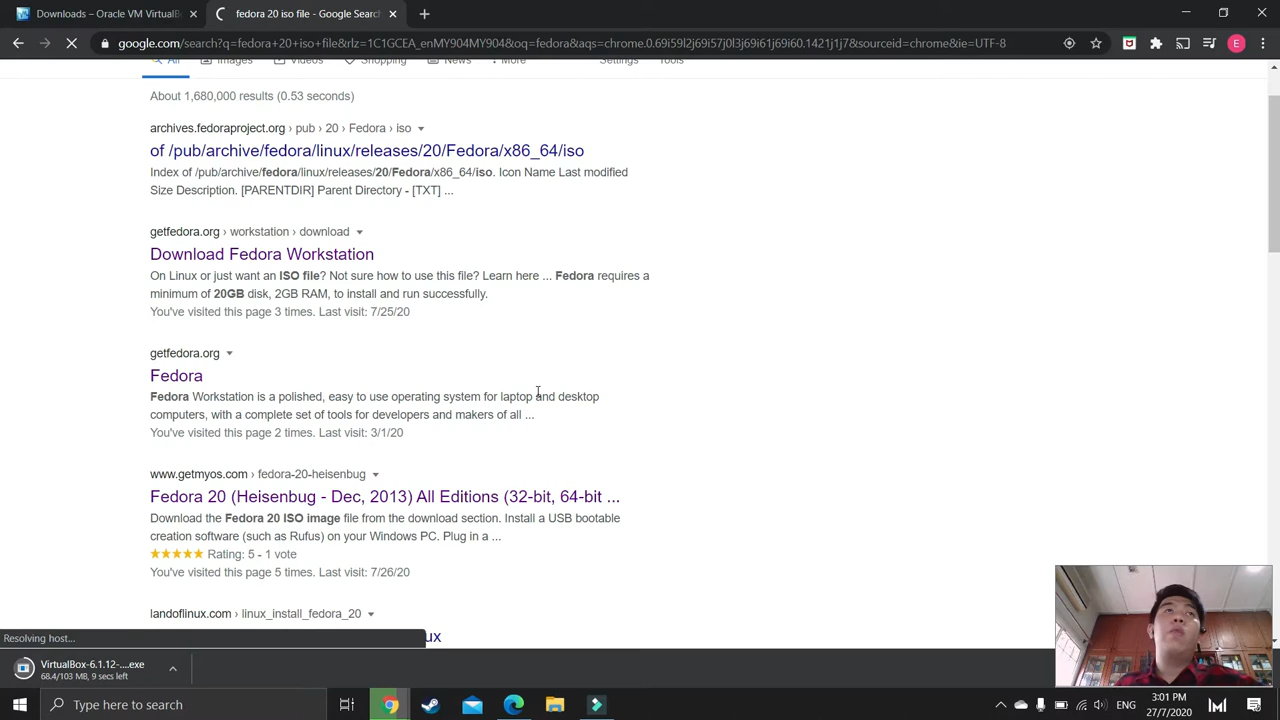 Downloads – Oracle VM VirtualBox
fedora 20 iso file - Google Search
google.com/search?q=fedora+20+iso+file&rlz=1C1GCEA_enMY904MY904&oq=fedora&aqs=chrome.0.69i59l2j69i57j0l3j69i61j69i60.1421j1j7&sourceid=chrome&ie=UTF-8
E
All Images Videos Shopping News More Settings Tools
About 1,680,000 results (0.53 seconds)
archives.fedoraproject.org › pub › 20 › Fedora › iso
of /pub/archive/fedora/linux/releases/20/Fedora/x86_64/iso
Index of /pub/archive/fedora/linux/releases/20/Fedora/x86_64/iso. Icon Name Last modified
Size Description. [PARENTDIR] Parent Directory - [TXT] ...
getfedora.org › workstation › download
Download Fedora Workstation
On Linux or just want an ISO file? Not sure how to use this file? Learn here ... Fedora requires a
minimum of 20GB disk, 2GB RAM, to install and run successfully.
You've visited this page 3 times. Last visit: 7/25/20
getfedora.org
Fedora
Fedora Workstation is a polished, easy to use operating system for laptop and desktop
computers, with a complete set of tools for developers and makers of all ...
You've visited this page 2 times. Last visit: 3/1/20
www.getmyos.com › fedora-20-heisenbug
Fedora 20 (Heisenbug - Dec, 2013) All Editions (32-bit, 64-bit ...
Download the Fedora 20 ISO image file from the download section. Install a USB bootable
creation software (such as Rufus) on your Windows PC. Plug in a ...
Rating: 5 - 1 vote
You've visited this page 5 times. Last visit: 7/26/20
landoflinux.com › linux_install_fedora_20
ux
Resolving host...
VirtualBox-6.1.12-....exe
68.4/103 MB, 9 secs left
Type here to search
ENG
3:01 PM
27/7/2020